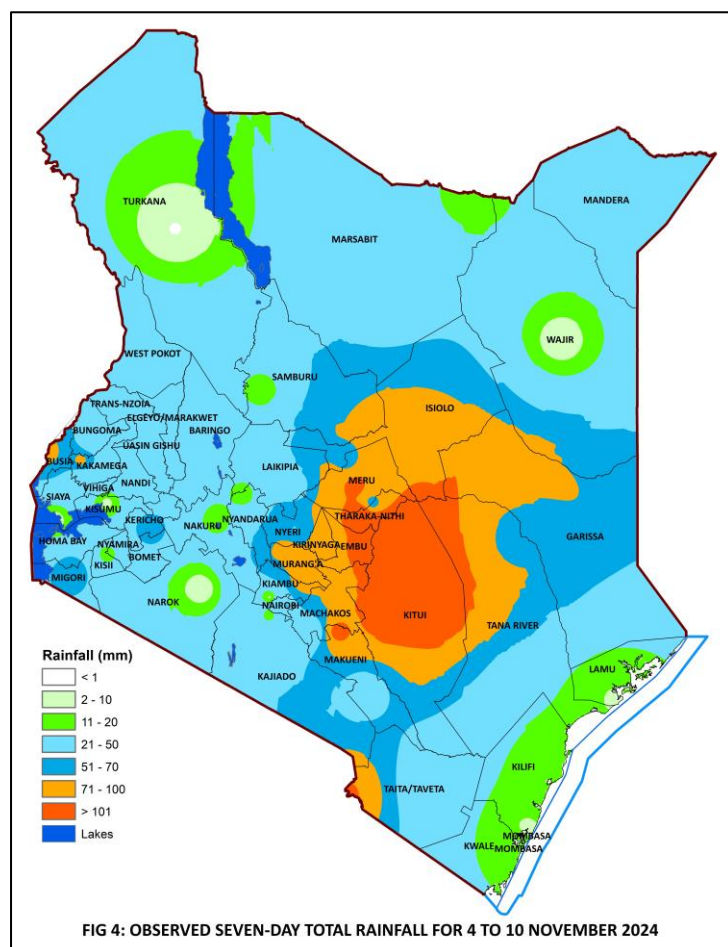 TURKANA
MANDERA
MARSABIT
WAJIR
WEST POKOT
SAMBURU
ISIOLO
TRANS-NZOIA
ELGEYO/MARAKWET
BUNGOMA
BARINGO
UASIN GISHU
BUSIA
KAKAMEGA
LAIKIPIA
MERU
VIHIGA
NANDI
SIAYA
KISUMU
THARAKA-NITHI
KERICHO
NAKURU
NYANDARUA
NYERI
GARISSA
HOMA BAY
NYAMIRA
KIRINYAGA
EMBU
BOMET
KISII
MURANG'A
MIGORI
KIAMBU
NAROK
NAIROBI
MACHAKOS
KITUI
TANA RIVER
MAKUENI
KAJIADO
LAMU
KILIFI
TAITA/TAVETA
MOMBASA
KWALE
MOMBASA
Rainfall (mm)
< 1
2 - 10
11 - 20
21 - 50
51 - 70
71 - 100
> 101
Lakes
FIG 4: OBSERVED SEVEN-DAY TOTAL RAINFALL FOR 4 TO 10 NOVEMBER 2024